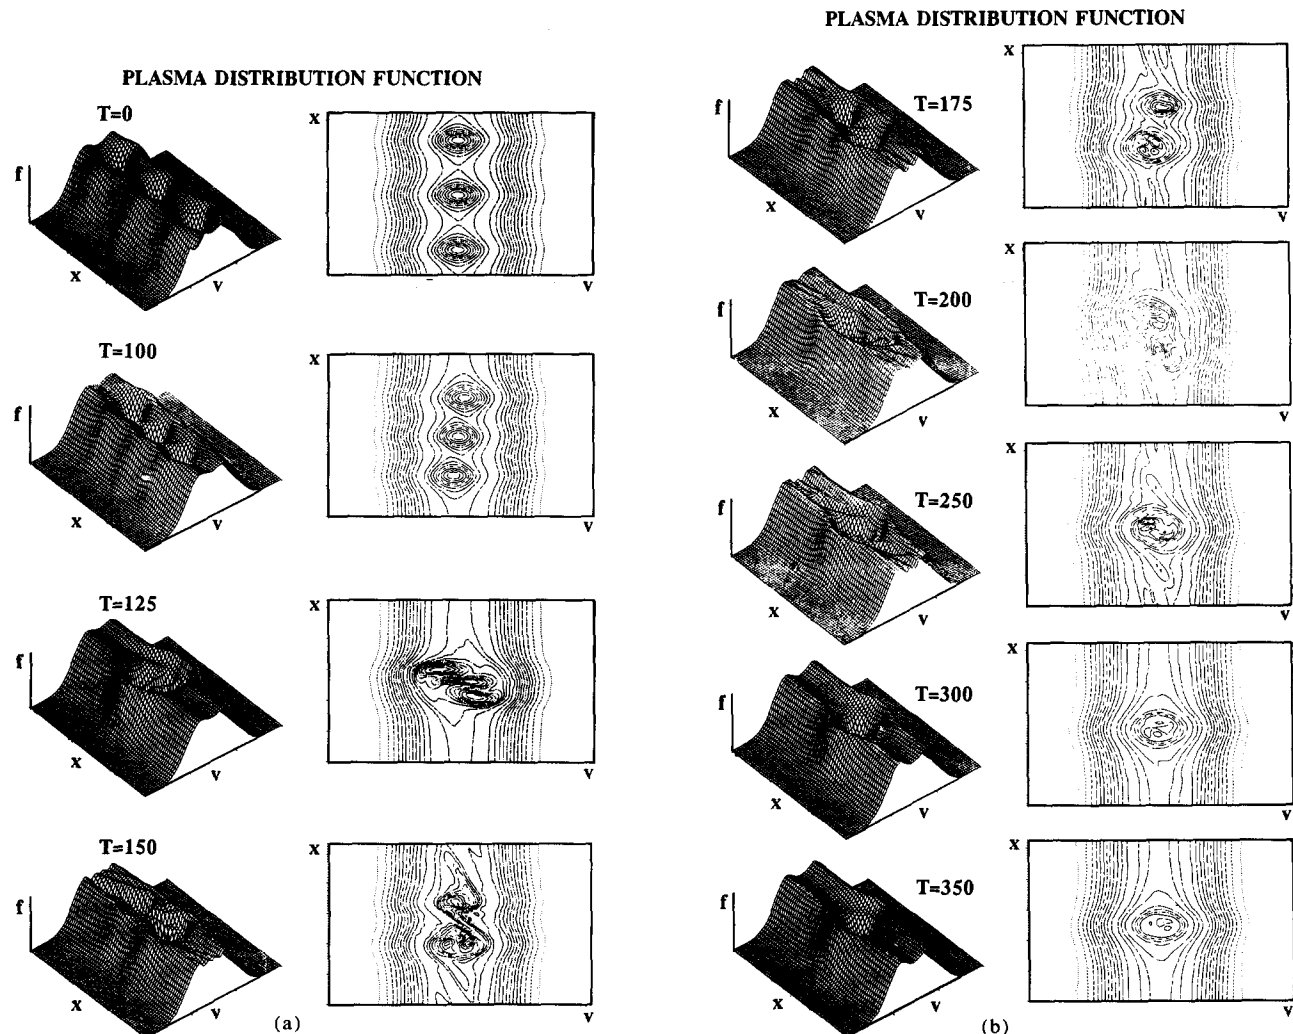 PLASMA DISTRIBUTION FUNCTION
T=0
f
x
v
x
v
T=100
f
x
v
x
v
T=125
f
x
v
x
v
T=150
f
x
v
x
v
(a)
PLASMA DISTRIBUTION FUNCTION
T=175
f
x
v
x
v
T=200
f
x
v
x
v
T=250
f
x
v
x
v
T=300
f
x
v
x
v
T=350
f
x
v
x
v
(b)